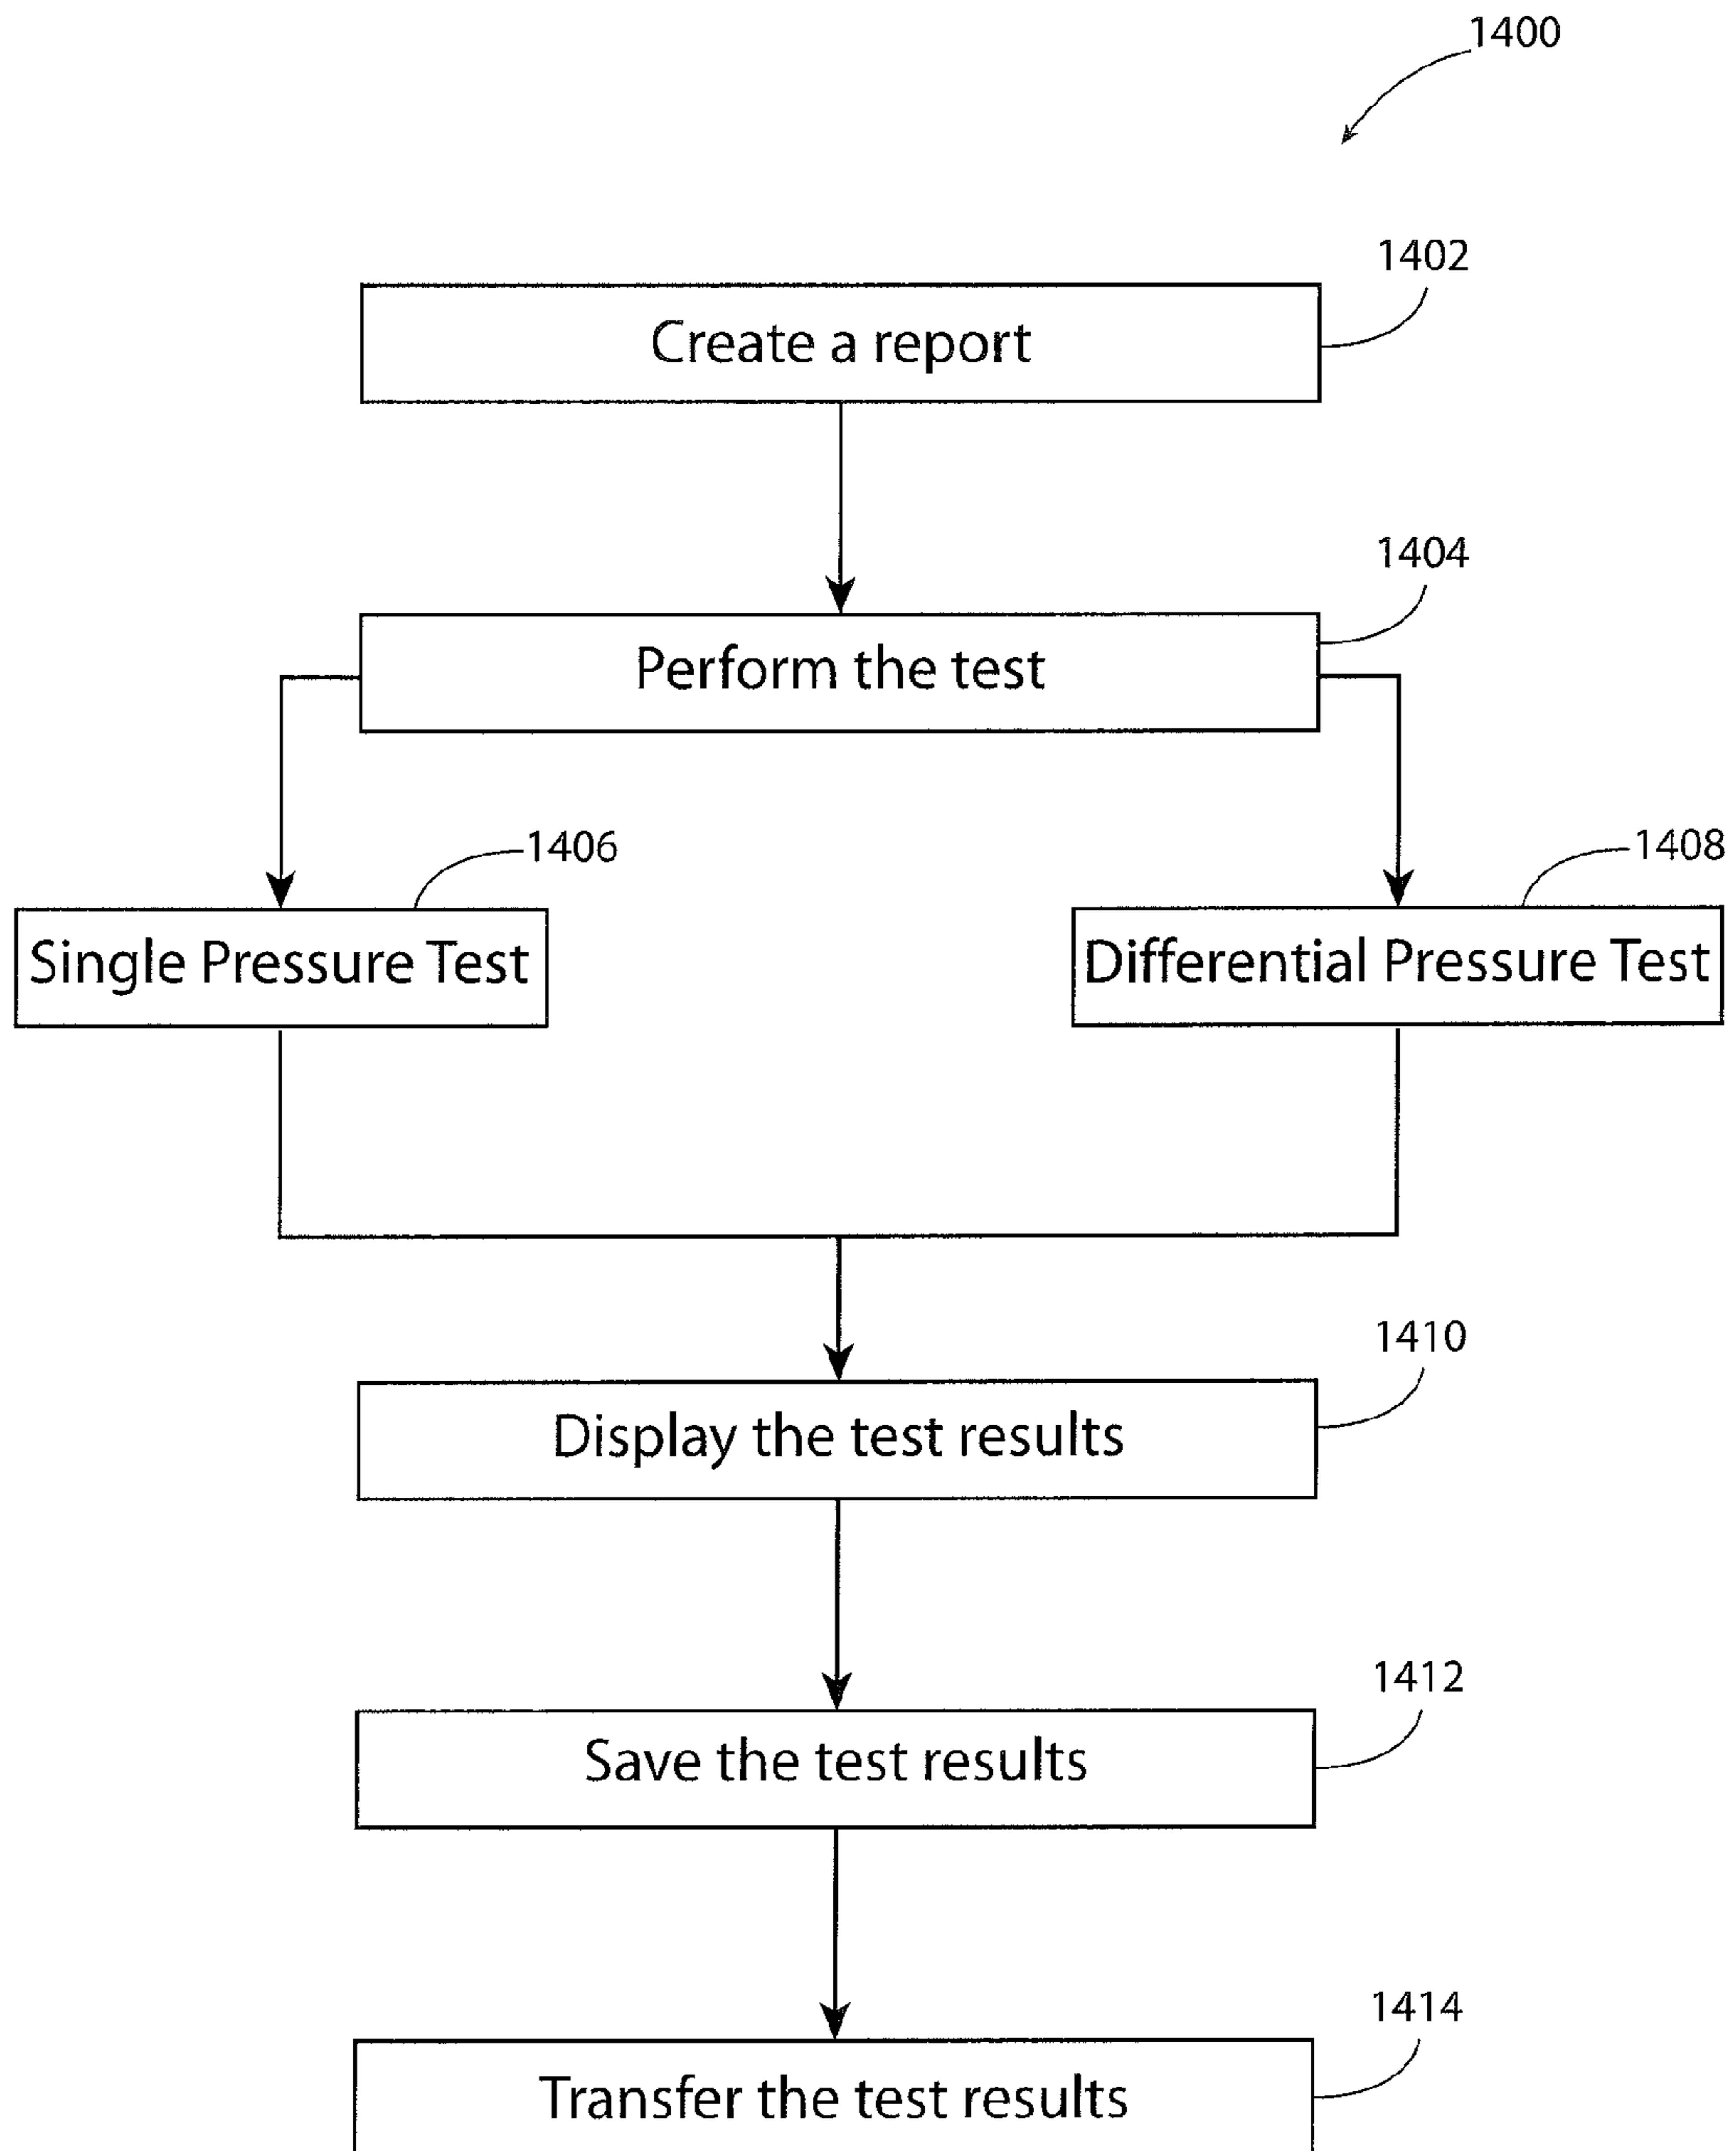 1400
1402
Create a report
1404
Perform the test
1406
1408
Single Pressure Test
Differential Pressure Test
1410
Display the test results
1412
Save the test results
1414
Transfer the test results